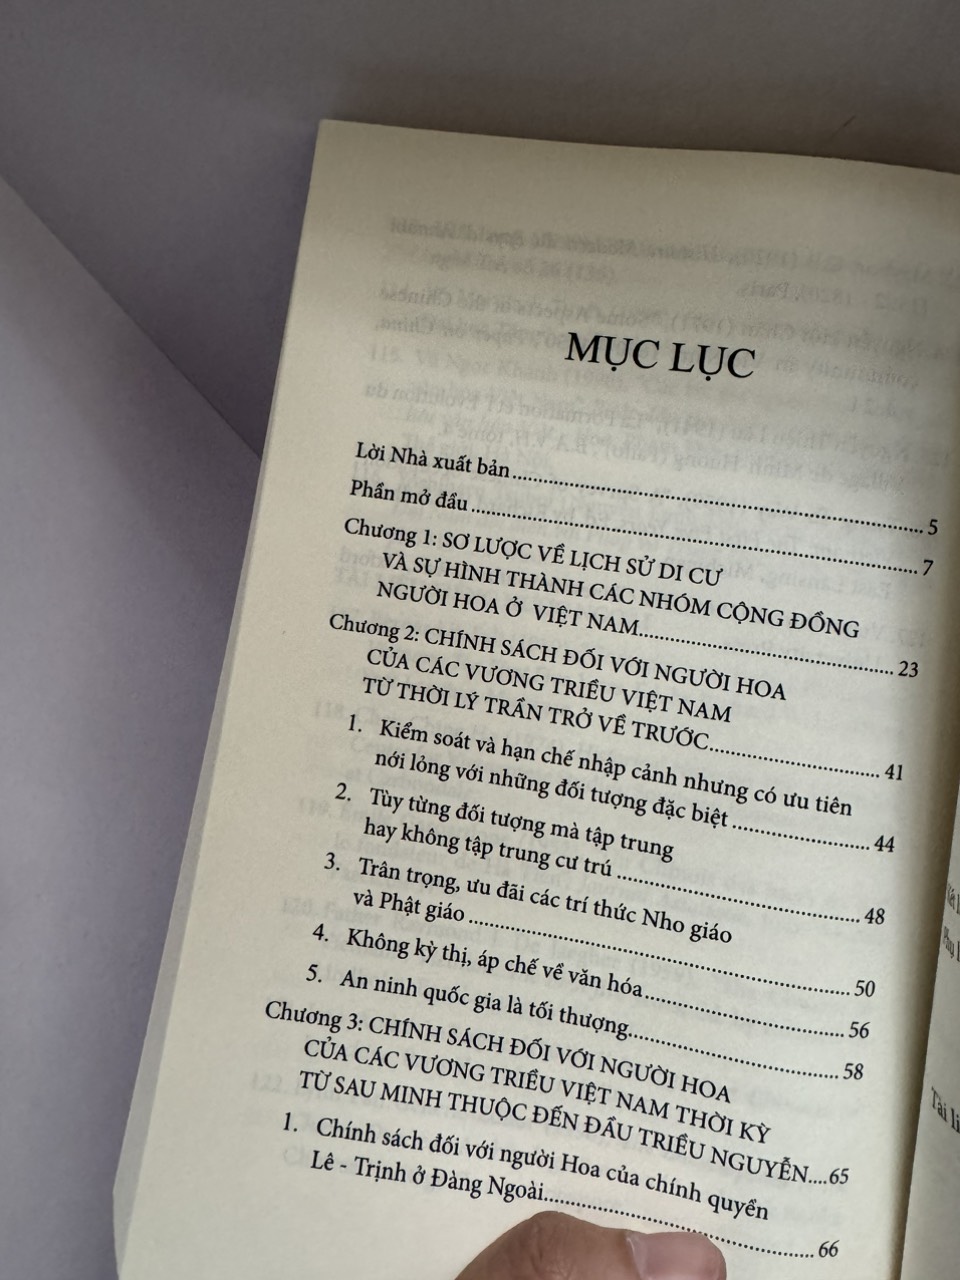 MỤC LỤC
Lời Nhà xuất bản.......................................................... 5
Phần mở đầu................................................................ 7
Chương 1: SƠ LƯỢC VỀ LỊCH SỬ DI CƯ
VÀ SỰ HÌNH THÀNH CÁC NHÓM CỘNG ĐỒNG
NGƯỜI HOA Ở VIỆT NAM.................................... 23
Chương 2: CHÍNH SÁCH ĐỐI VỚI NGƯỜI HOA
CỦA CÁC VƯƠNG TRIỀU VIỆT NAM
TỪ THỜI LÝ TRẦN TRỞ VỀ TRƯỚC........................ 41
1. Kiểm soát và hạn chế nhập cảnh nhưng có ưu tiên
nới lỏng với những đối tượng đặc biệt .................... 44
2. Tùy từng đối tượng mà tập trung
hay không tập trung cư trú .................................... 48
3. Trân trọng, ưu đãi các trí thức Nho giáo
và Phật giáo ........................................................ 50
4. Không kỳ thị, áp chế về văn hóa............................. 56
5. An ninh quốc gia là tối thượng.............................. 58
Chương 3: CHÍNH SÁCH ĐỐI VỚI NGƯỜI HOA
CỦA CÁC VƯƠNG TRIỀU VIỆT NAM THỜI KỲ
TỪ SAU MINH THUỘC ĐẾN ĐẦU TRIỀU NGUYỄN....65
1. Chính sách đối với người Hoa của chính quyền
Lê - Trịnh ở Đàng Ngoài........................................ 66